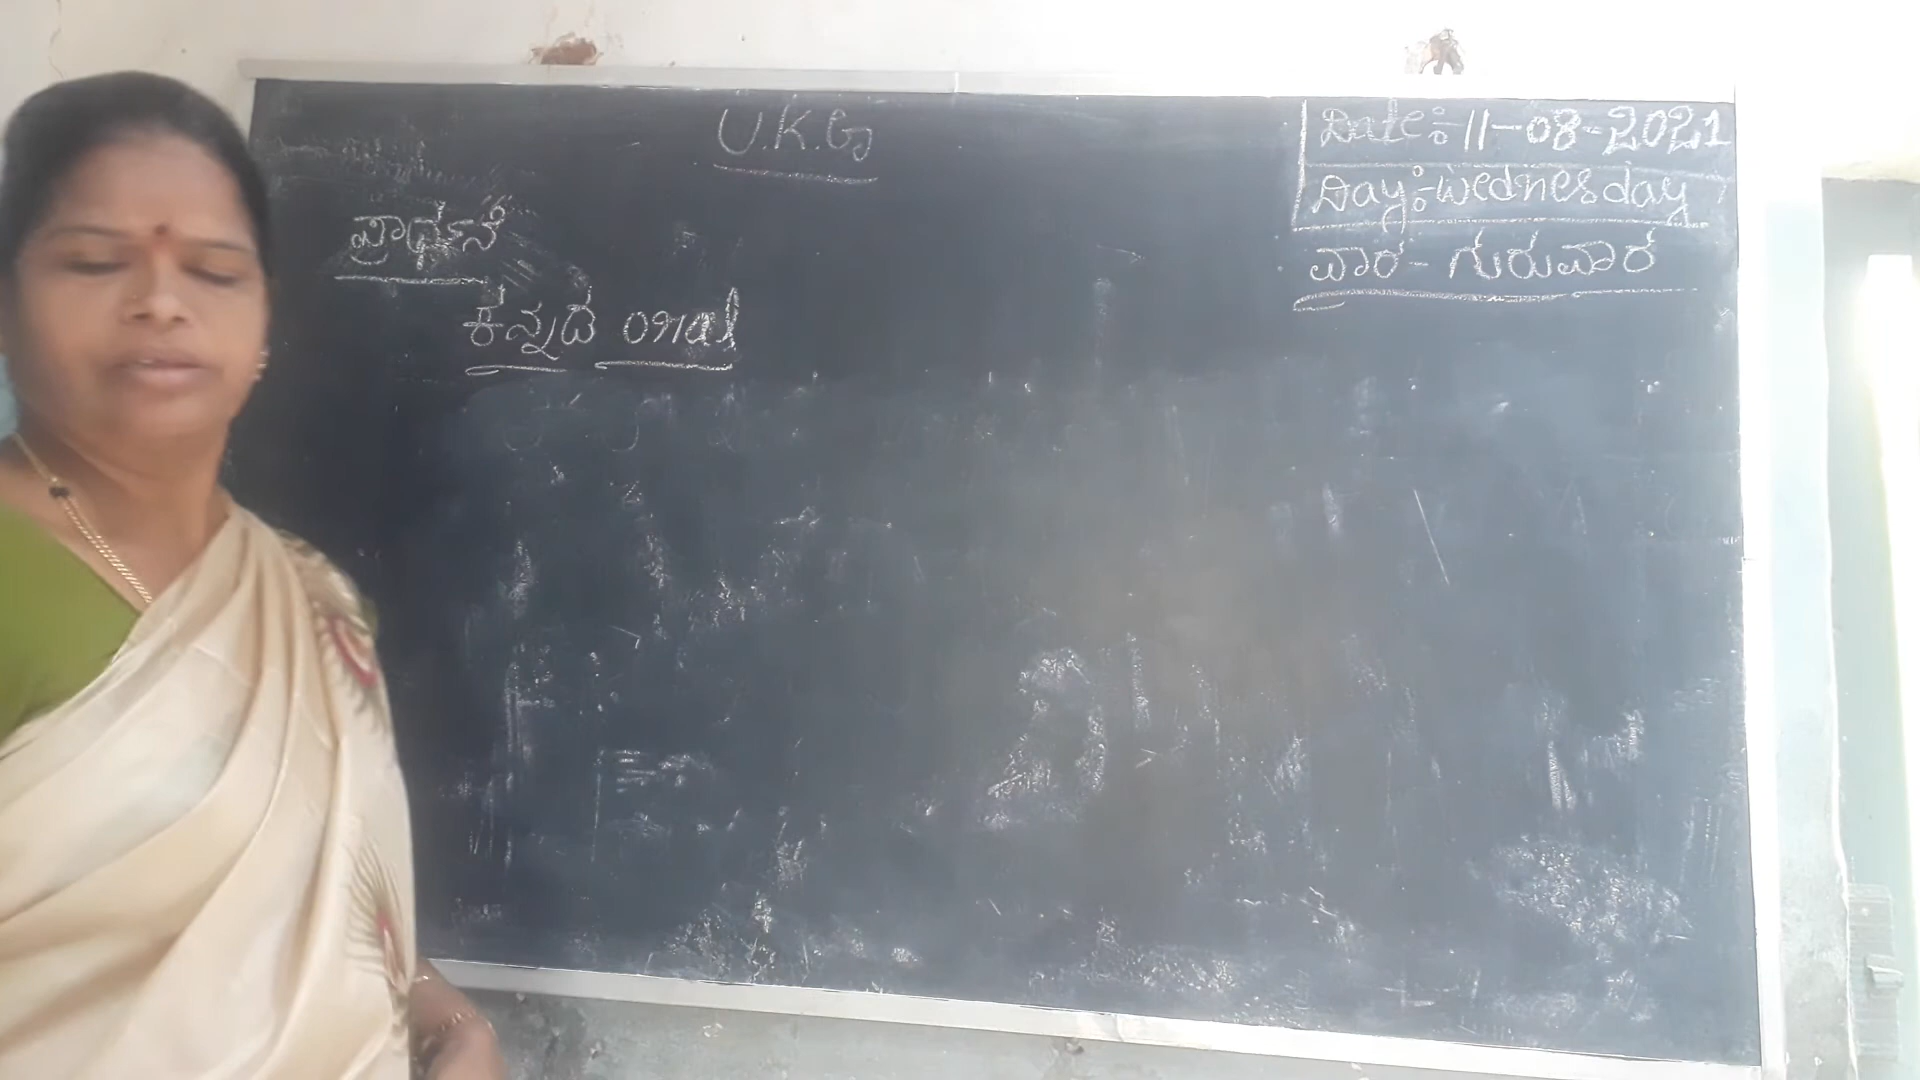 U.K.G
Date:-11-08-2021
Day:-Wednesday
ವಾರ- ಗುರುವಾರ
ಪ್ರಾರ್ಥನೆ
ಕನ್ನಡ oral